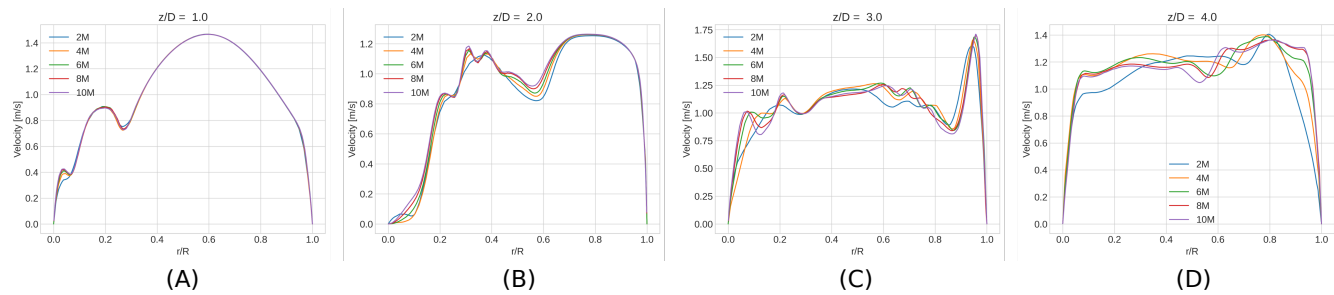 z/D = 1.0
2M
4M
6M
8M
10M
Velocity [m/s]
1.4
1.2
1.0
0.8
0.6
0.4
0.2
0.0
0.0 0.2 0.4 0.6 0.8 1.0
r/R
(A)
z/D = 2.0
2M
4M
6M
8M
10M
Velocity [m/s]
1.2
1.0
0.8
0.6
0.4
0.2
0.0
0.0 0.2 0.4 0.6 0.8 1.0
r/R
(B)
z/D = 3.0
2M
4M
6M
8M
10M
Velocity [m/s]
1.75
1.50
1.25
1.00
0.75
0.50
0.25
0.00
0.0 0.2 0.4 0.6 0.8 1.0
r/R
(C)
z/D = 4.0
Velocity [m/s]
1.4
1.2
1.0
0.8
0.6
0.4
0.2
0.0
2M
4M
6M
8M
10M
0.0 0.2 0.4 0.6 0.8 1.0
r/R
(D)